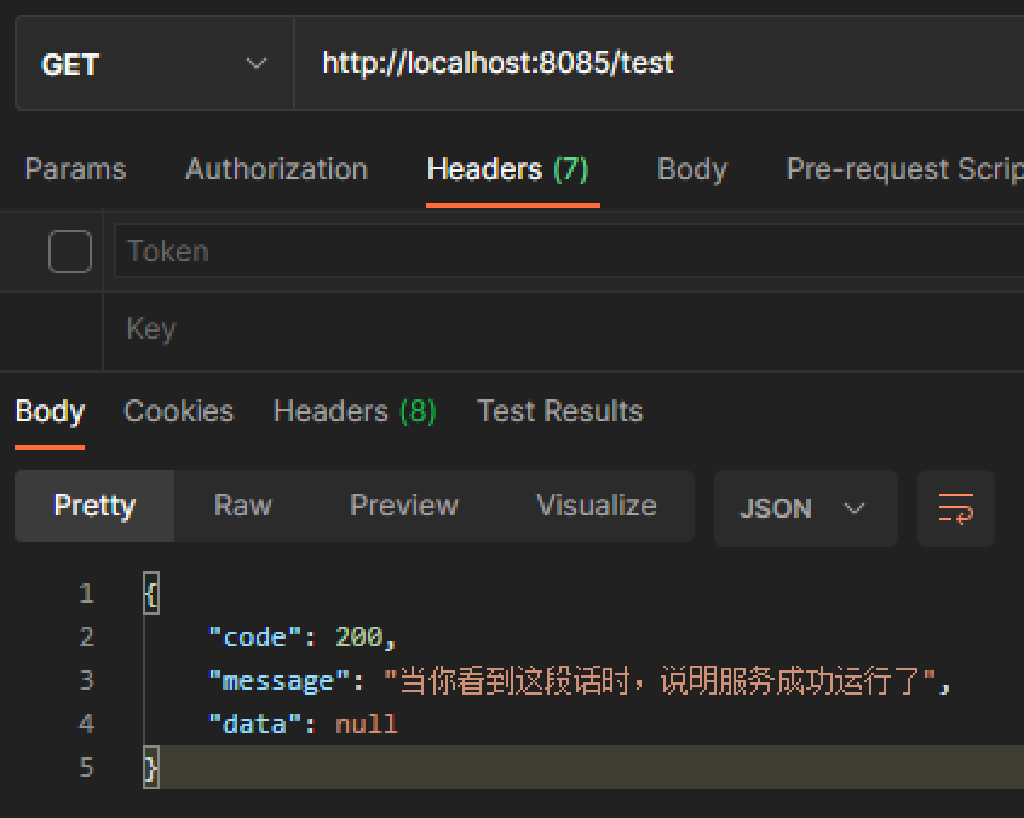 GET http://localhost:8085/test
Params Authorization Headers (7) Body Pre-request Scrip
Token
Key
Body Cookies Headers (8) Test Results
Pretty Raw Preview Visualize JSON
1 {
2 "code": 200,
3 "message": "当你看到这段话时，说明服务成功运行了",
4 "data": null
5 }